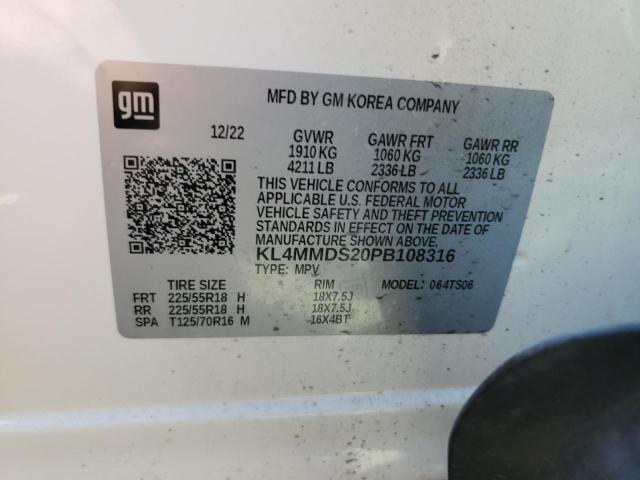 gm
MFD BY GM KOREA COMPANY
12/22 GVWR GAWR FRT GAWR RR
1910 KG 1060 KG 1060 KG
4211 LB 2336 LB 2336 LB
THIS VEHICLE CONFORMS TO ALL
APPLICABLE U.S. FEDERAL MOTOR
VEHICLE SAFETY AND THEFT PREVENTION
STANDARDS IN EFFECT ON THE DATE OF
MANUFACTURE SHOWN ABOVE.
KL4MMDS20PB108316
TYPE: MPV MODEL: 064TS06
TIRE SIZE RIM
FRT 225/55R18 H 18X7.5J
RR 225/55R18 H 18X7.5J
SPA T125/70R16 M 16X4BT